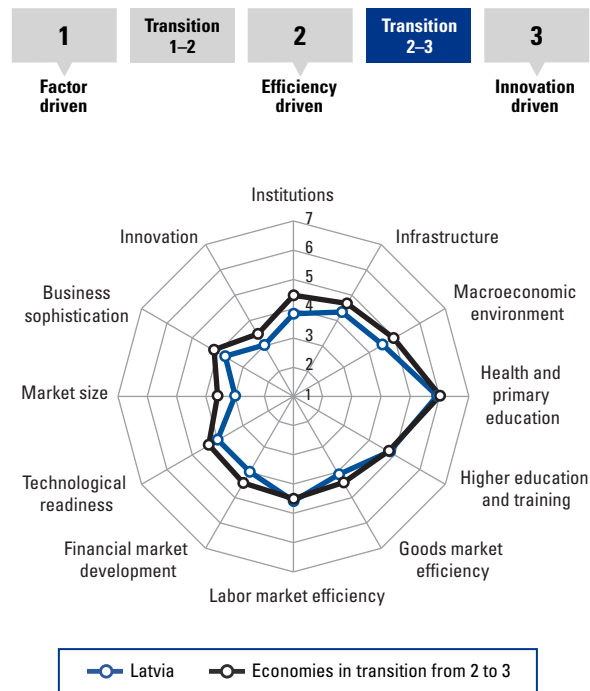 1
Transition
1–2
2
Transition
2–3
3
Factor
driven
Efficiency
driven
Innovation
driven
Institutions
7
Innovation
Infrastructure
6
5
Business
sophistication
Macroeconomic
environment
4
3
2
Market size
1
Health and
primary
education
Technological
readiness
Higher education
and training
Financial market
development
Goods market
efficiency
Labor market efficiency
Latvia
Economies in transition from 2 to 3